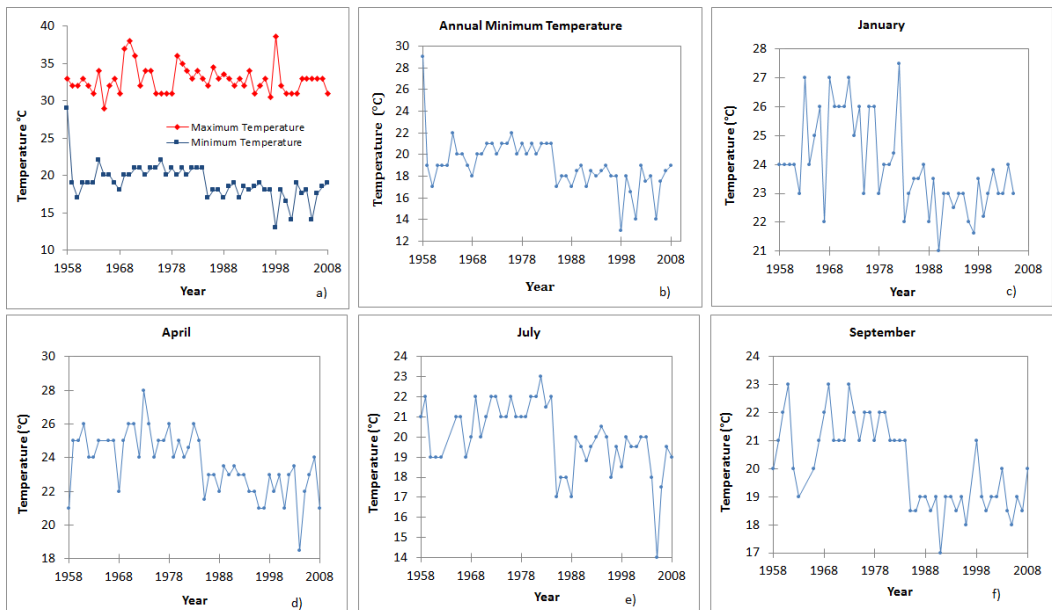 40
35
30
25
20
15
10
Temperature °C
Maximum Temperature
Minimum Temperature
1958 1968 1978 1988 1998 2008
Year
a)
Annual Minimum Temperature
30
28
26
24
22
20
18
16
14
12
Temperature (°C)
1958 1968 1978 1988 1998 2008
Year
b)
January
28
27
26
25
24
23
22
21
Temperature (°C)
1958 1968 1978 1988 1998 2008
Year
c)
April
30
28
26
24
22
20
18
Temperature (°C)
1958 1968 1978 1988 1998 2008
Year
d)
July
24
23
22
21
20
19
18
17
16
15
14
Temperature (°C)
1958 1968 1978 1988 1998 2008
Year
e)
September
24
23
22
21
20
19
18
17
Temperature (°C)
1958 1968 1978 1988 1998 2008
Year
f)